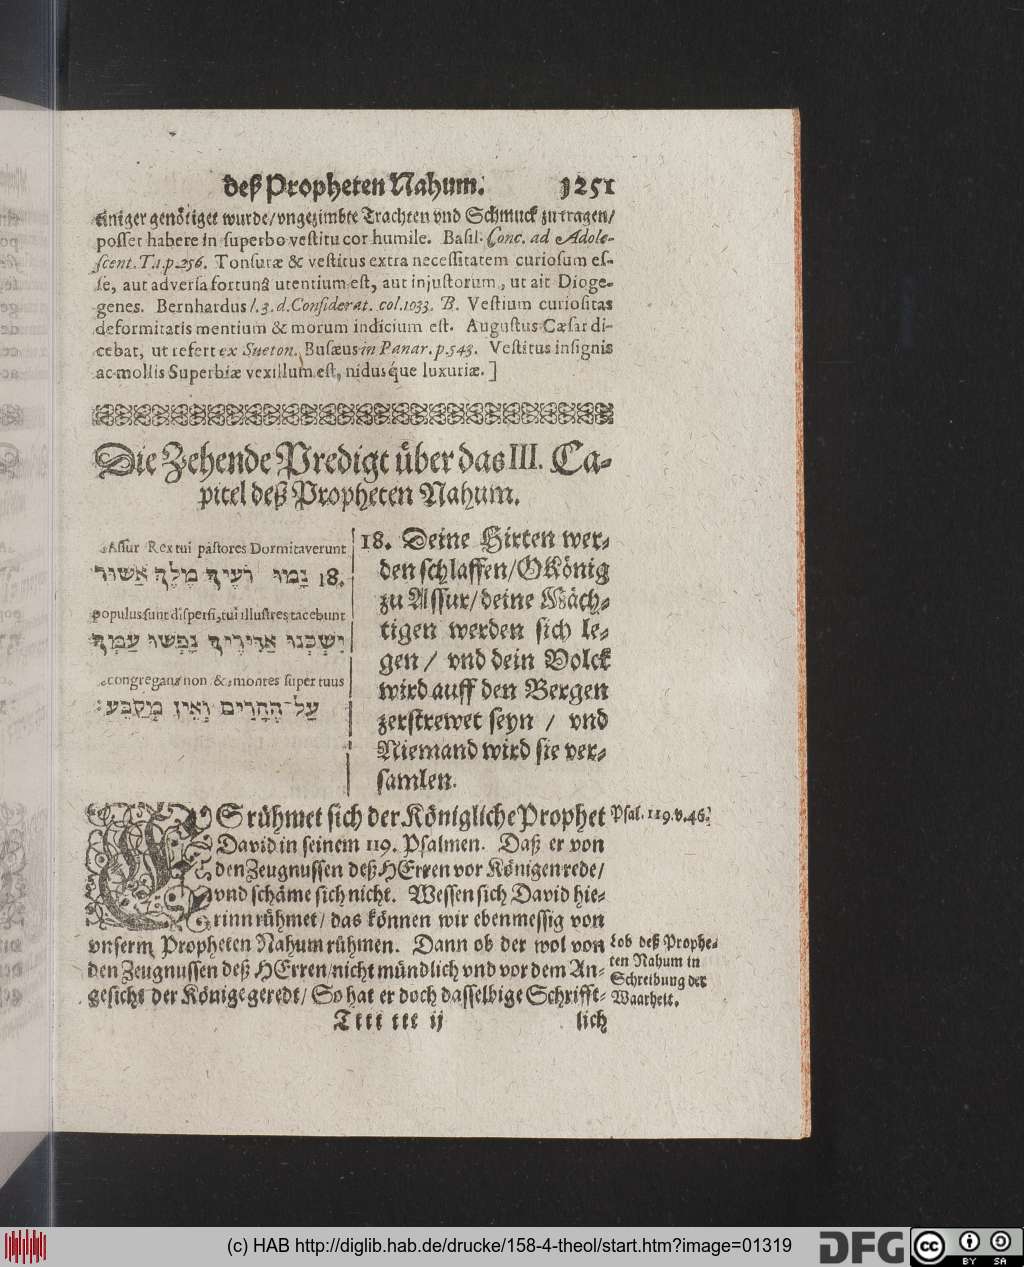 deß Propheten Nahum. 1251
einiger genötiget wurde/vngezimbte Trachten vnd Schmuck zu tragen/
posset habere in superbo vestitu cor humile. Basil. Conc. ad Adole-
scent. T.1.p.256. Tonsuræ & vestitus extra necessitatem curiosum es-
se, aut adversa fortuna utentium est, aut injustorum, ut ait Dioge-
genes. Bernhardus l.3.d.Considerat. col.1033. B. Vestium curiositas
deformitatis mentium & morum indicium est. Augustus Cæsar di-
cebat, ut refert ex Sueton. Busæus in Panar. p.543. Vestitus insignis
ac mollis Superbiæ vexillum est, nidusque luxuriæ.]
Die Zehende Predigt über das III. Ca-
pitel deß Propheten Nahum.
Assur Rex tui pastores Dormitaverunt
18. נָמוּ רֹעֶיךָ מֶלֶךְ אַשּׁוּר
populus sunt dispersi, tui illustres tacebunt
יִשְׁכְּנוּ אַדִּירֶיךָ נָפֹשׁוּ עַמְּךָ
congregans non & montes super tuus
עַל־הֶהָרִים וְאֵין מְקַבֵּץ׃
18. Deine Hirten wer-
den schlaffen/O König
zu Assur/deine Mäch-
tigen werden sich le-
gen / vnd dein Volck
wird auff den Bergen
zerstrewet seyn / vnd
Niemand wird sie ver-
samlen.
ES rühmet sich der Königliche Prophet
Psal. 119.v.46.
David in seinem 119. Psalmen. Daß er von
den Zeugnussen deß HErren vor Königen rede/
vnd schäme sich nicht. Wessen sich David hie-
rinn rühmet/ das können wir ebenmessig von
vnserm Propheten Nahum rühmen. Dann ob der wol von
den Zeugnussen deß HErren/nicht mündlich vnd vor dem An-
gesicht der Könige geredt/ So hat er doch dasselbige Schrifft-
Lob deß Prophe-
ten Nahum in
Schreibung der
Waarheit.
Tttt ttt ij lich
(c) HAB http://diglib.hab.de/drucke/158-4-theol/start.htm?image=01319
DFG
cc BY SA